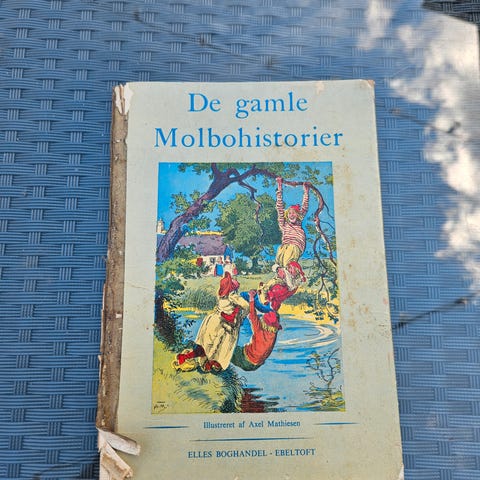 De gamle
Molbohistorier
Illustreret af Axel Mathiesen
ELLES BOGHANDEL - EBELTOFT